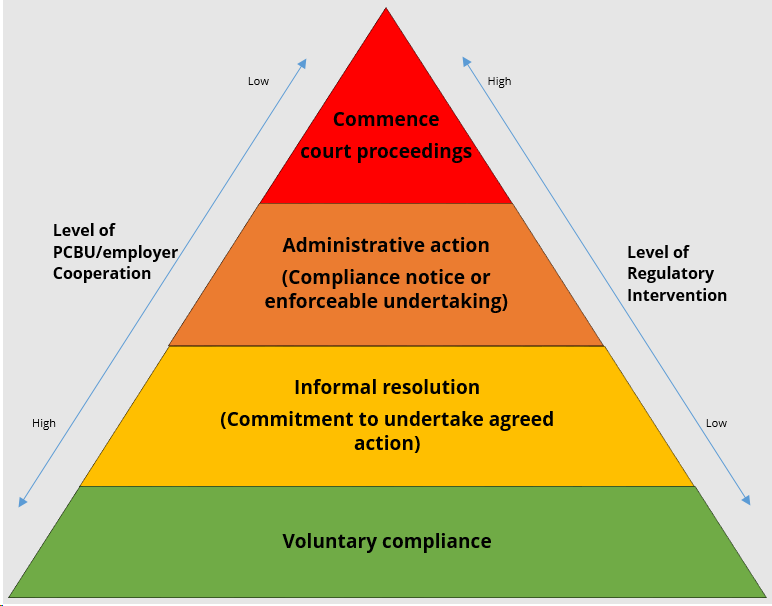 Low
High
Commence
court proceedings
Level of
PCBU/employer
Cooperation
Administrative action
(Compliance notice or
enforceable undertaking)
Level of
Regulatory
Intervention
Informal resolution
(Commitment to undertake agreed
action)
High
Low
Voluntary compliance